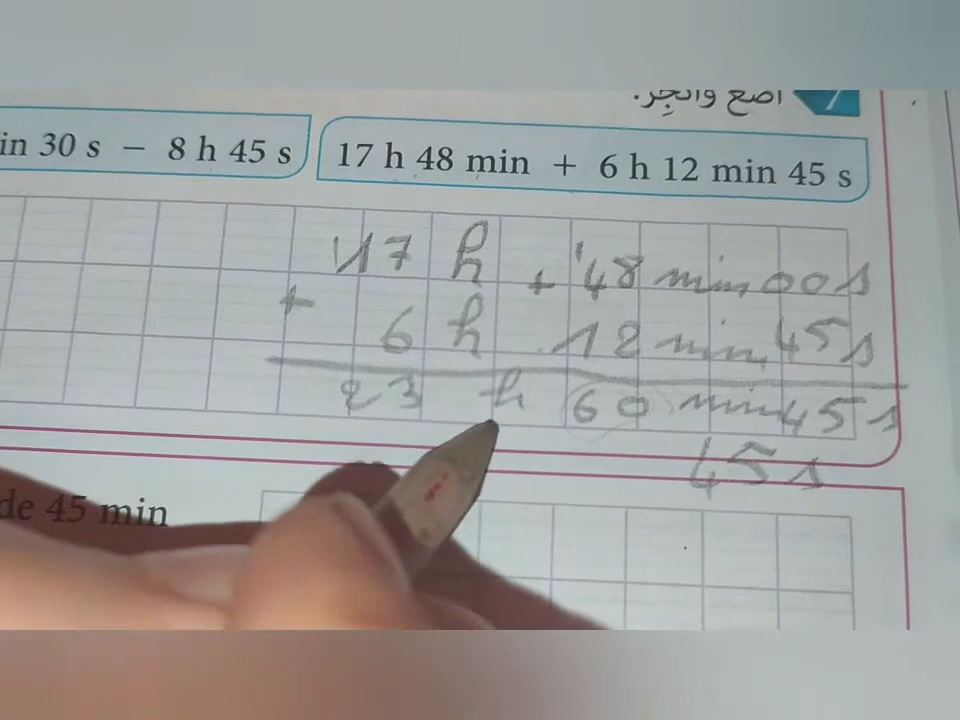 أضع وأنجز. 7
in 30 s − 8 h 45 s
17 h 48 min + 6 h 12 min 45 s
17 h + 48 min 00 s
+ 6 h 12 min 45 s
23 h 60 min 45 s
45 s
de 45 min